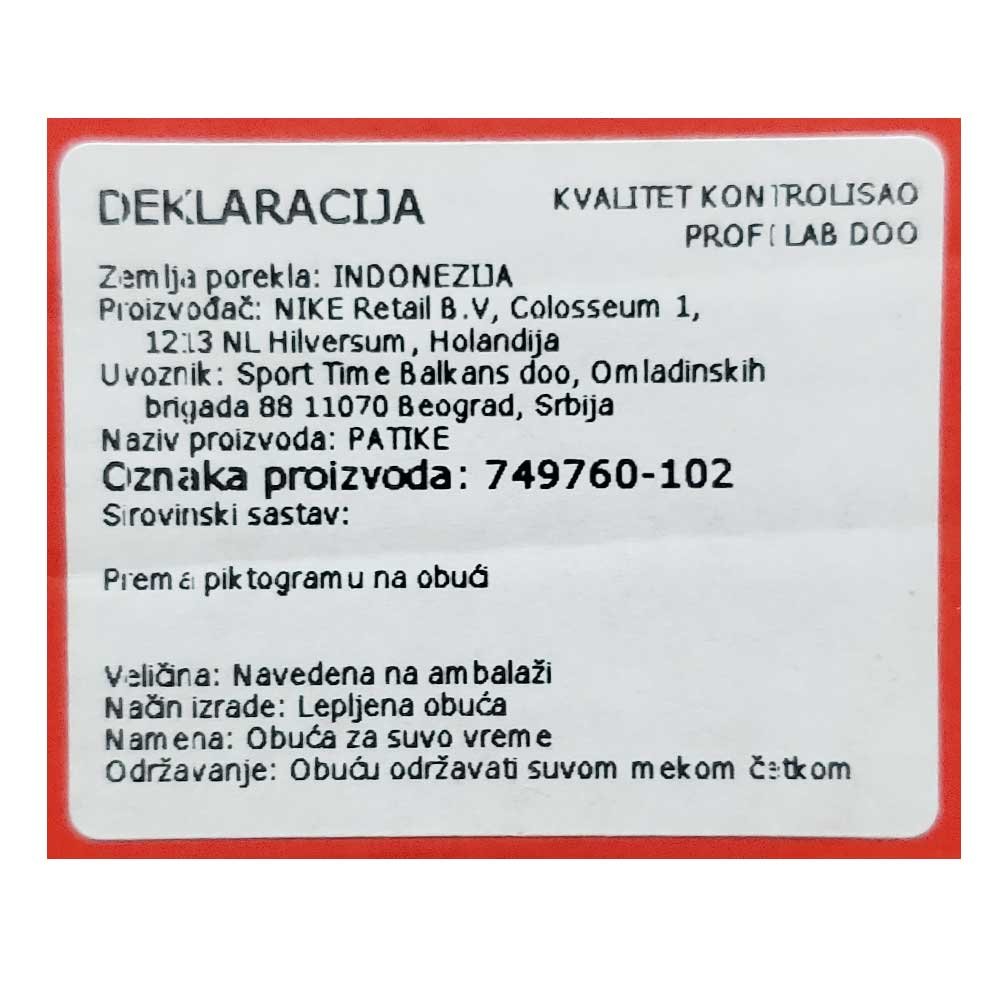 DEKLARACIJA
KVALITET KONTROLISAO
PROFI LAB DOO
Zemlja porekla: INDONEZIJA
Proizvođač: NIKE Retail B.V, Colosseum 1,
1213 NL Hilversum, Holandija
Uvoznik: Sport Time Balkans doo, Omladinskih
brigada 88 11070 Beograd, Srbija
Naziv proizvoda: PATIKE
Oznaka proizvoda: 749760-102
Sirovinski sastav:
Prema piktogramu na obući
Veličina: Navedena na ambalaži
Način izrade: Lepljena obuća
Namena: Obuća za suvo vreme
Održavanje: Obuću održavati suvom mekom četkom